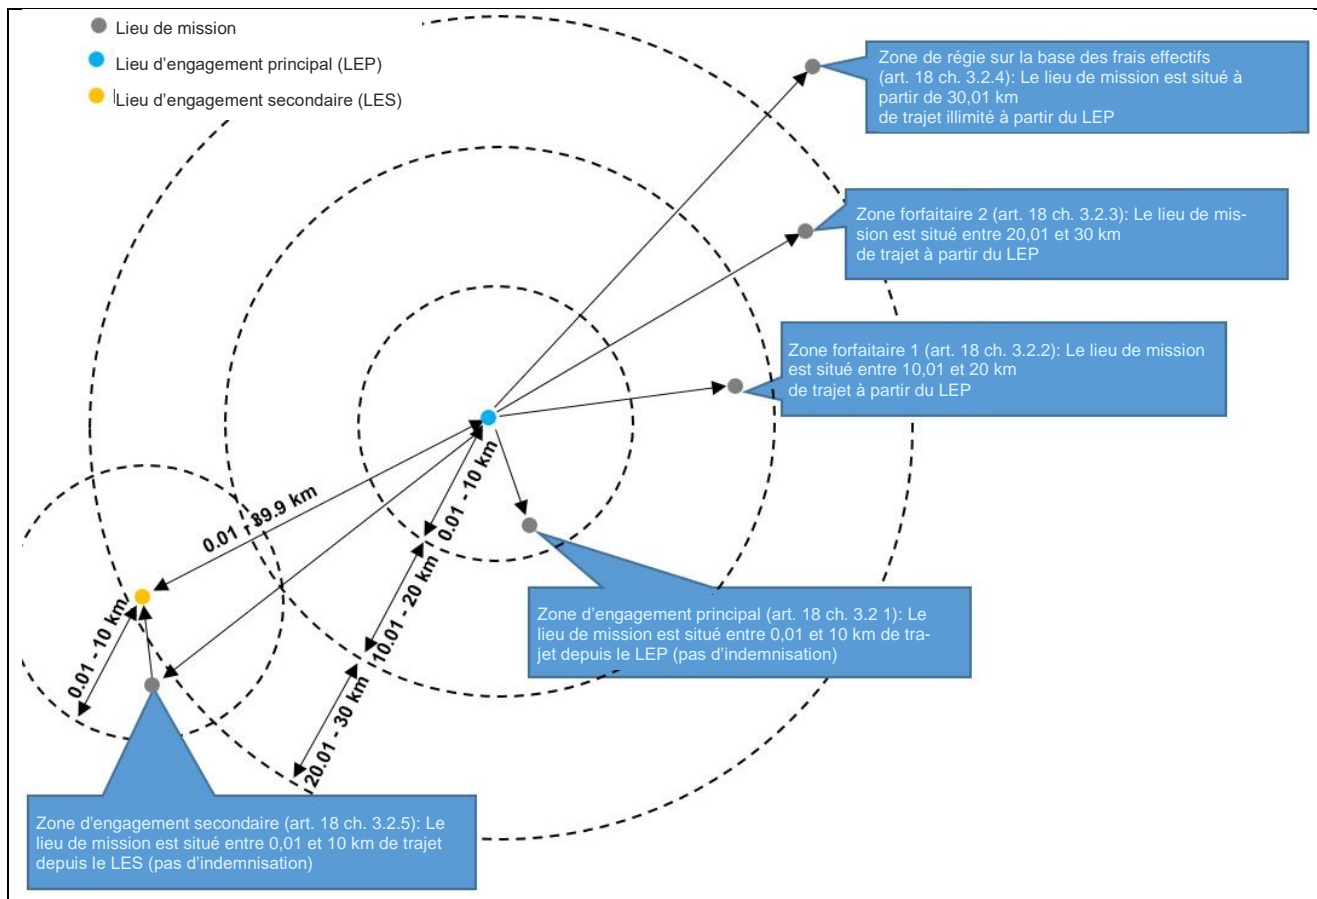 Lieu de mission
Lieu d'engagement principal (LEP)
Lieu d'engagement secondaire (LES)
Zone de régie sur la base des frais effectifs
(art. 18 ch. 3.2.4): Le lieu de mission est situé à
partir de 30,01 km
de trajet illimité à partir du LEP
Zone forfaitaire 2 (art. 18 ch. 3.2.3): Le lieu de mis-
sion est situé entre 20,01 et 30 km
de trajet à partir du LEP
Zone forfaitaire 1 (art. 18 ch. 3.2.2): Le lieu de mission
est situé entre 10,01 et 20 km
de trajet à partir du LEP
0.01 - 10 km
0.01 - 39.9 km
10.01 - 20 km
0.01 - 10 km
20.01 - 30 km
Zone d'engagement principal (art. 18 ch. 3.2 1): Le
lieu de mission est situé entre 0,01 et 10 km de tra-
jet depuis le LEP (pas d'indemnisation)
Zone d'engagement secondaire (art. 18 ch. 3.2.5): Le
lieu de mission est situé entre 0,01 et 10 km de trajet
depuis le LES (pas d'indemnisation)